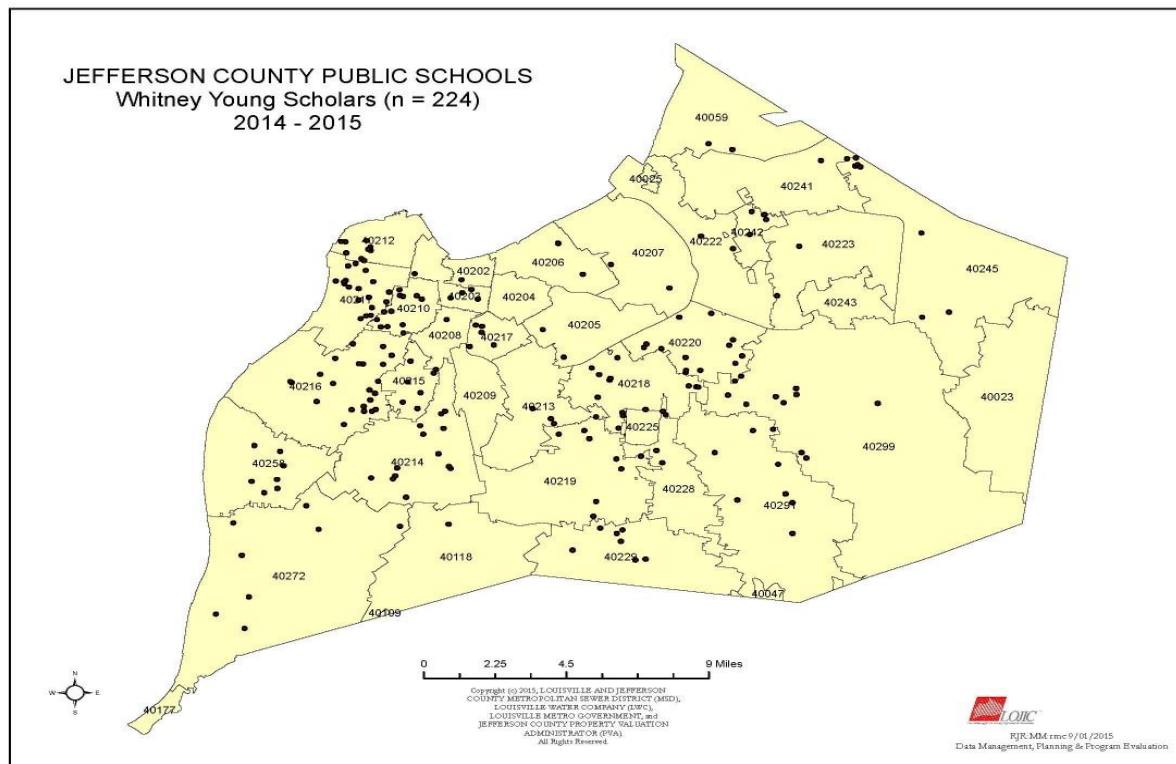 JEFFERSON COUNTY PUBLIC SCHOOLS
Whitney Young Scholars (n = 224)
2014 - 2015
40059
40025
40241
40212
40242
40222
40223
40207
40206
40202
40245
40203
40204
40210
40243
40208
40217
40205
40220
40216
40215
40218
40209
40023
40213
40225
40299
40258
40214
40219
40228
40291
40118
40229
40272
40047
40109
40177
0 2.25 4.5 9 Miles
N
W E
S
Copyright (c) 2015, LOUISVILLE AND JEFFERSON
COUNTY METROPOLITAN SEWER DISTRICT (MSD),
LOUISVILLE WATER COMPANY (LWC),
LOUISVILLE METRO GOVERNMENT, and
JEFFERSON COUNTY PROPERTY VALUATION
ADMINISTRATOR (PVA).
All Rights Reserved.
LOJIC
RJR:MM:rmc 9/01/2015
Data Management, Planning & Program Evaluation